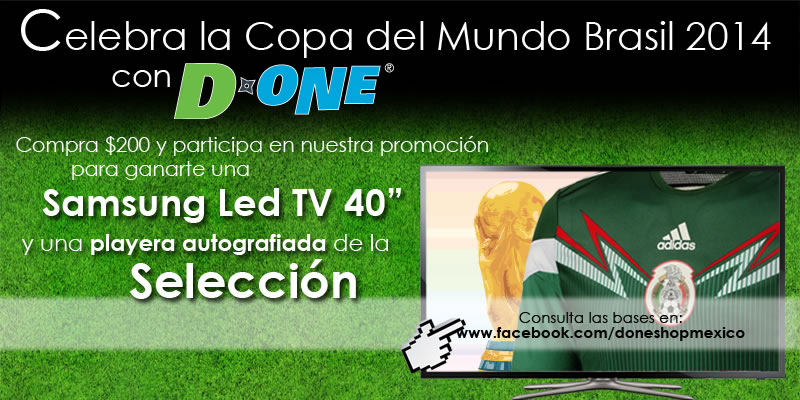 Celebra la Copa del Mundo Brasil 2014
con D·ONE®
Compra $200 y participa en nuestra promoción
para ganarte una
Samsung Led TV 40”
y una playera autografiada de la
Selección
adidas
Consulta las bases en:
www.facebook.com/doneshopmexico